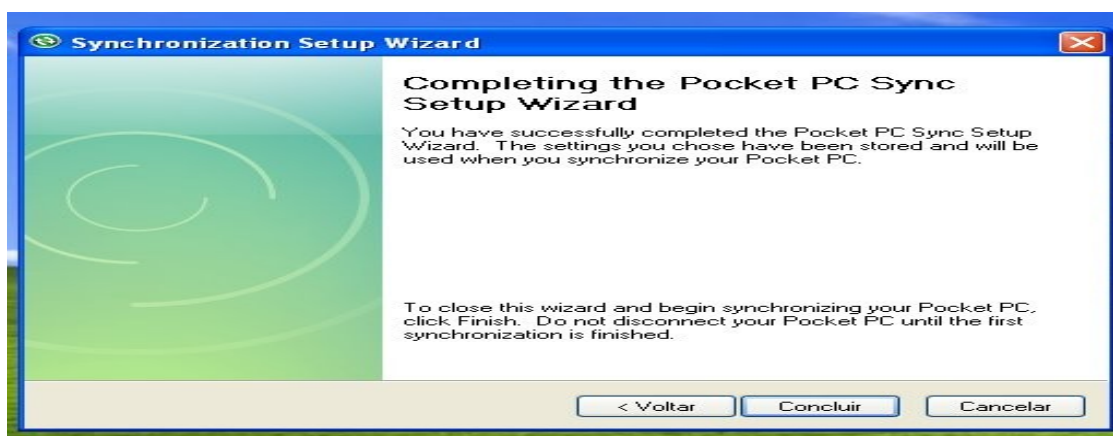 Synchronization Setup Wizard
Completing the Pocket PC Sync
Setup Wizard
You have successfully completed the Pocket PC Sync Setup
Wizard. The settings you chose have been stored and will be
used when you synchronize your Pocket PC.
To close this wizard and begin synchronizing your Pocket PC,
click Finish. Do not disconnect your Pocket PC until the first
synchronization is finished.
< Voltar Concluir Cancelar